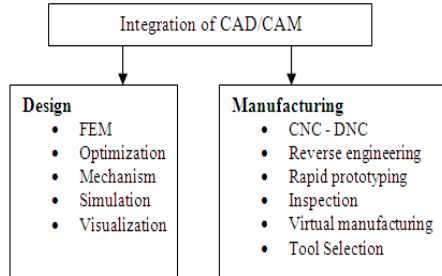 Integration of CAD/CAM
Design
• FEM
• Optimization
• Mechanism
• Simulation
• Visualization
Manufacturing
• CNC - DNC
• Reverse engineering
• Rapid prototyping
• Inspection
• Virtual manufacturing
• Tool Selection